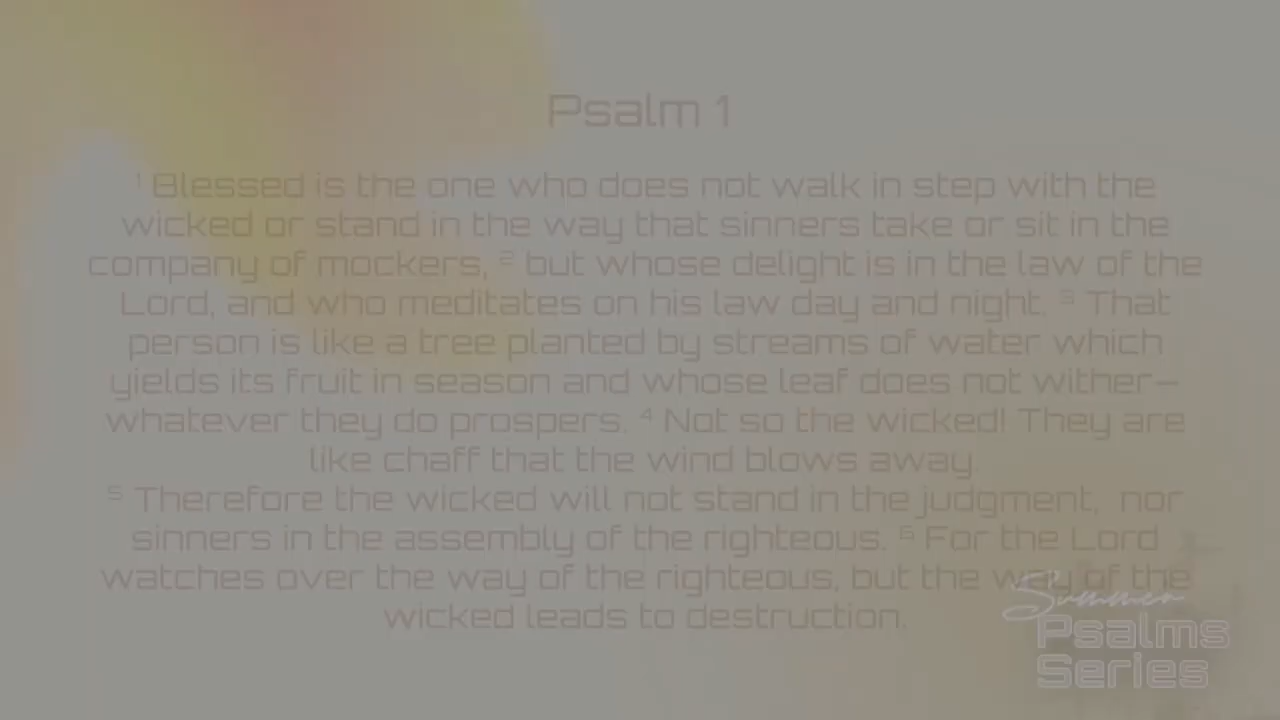 Psalm 1
¹ Blessed is the one who does not walk in step with the
wicked or stand in the way that sinners take or sit in the
company of mockers, ² but whose delight is in the law of the
Lord, and who meditates on his law day and night. ³ That
person is like a tree planted by streams of water which
yields its fruit in season and whose leaf does not wither—
whatever they do prospers. ⁴ Not so the wicked! They are
like chaff that the wind blows away.
⁵ Therefore the wicked will not stand in the judgment, nor
sinners in the assembly of the righteous. ⁶ For the Lord
watches over the way of the righteous, but the way of the
wicked leads to destruction.
Summer
Psalms
Series